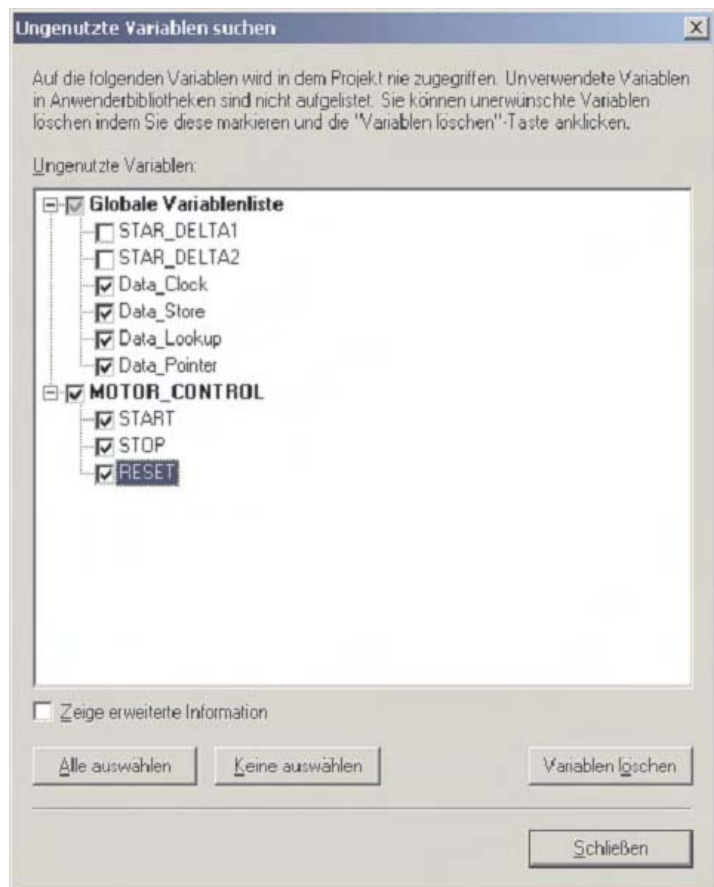 Ungenutzte Variablen suchen
Auf die folgenden Variablen wird in dem Projekt nie zugegriffen. Unverwendete Variablen
in Anwenderbibliotheken sind nicht aufgelistet. Sie können unerwünschte Variablen
löschen indem Sie diese markieren und die "Variablen löschen"-Taste anklicken.
Ungenutzte Variablen:
Globale Variablenliste
STAR_DELTA1
STAR_DELTA2
Data_Clock
Data_Store
Data_Lookup
Data_Pointer
MOTOR_CONTROL
START
STOP
RESET
Zeige erweiterte Information
Alle auswählen Keine auswählen Variablen löschen
Schließen